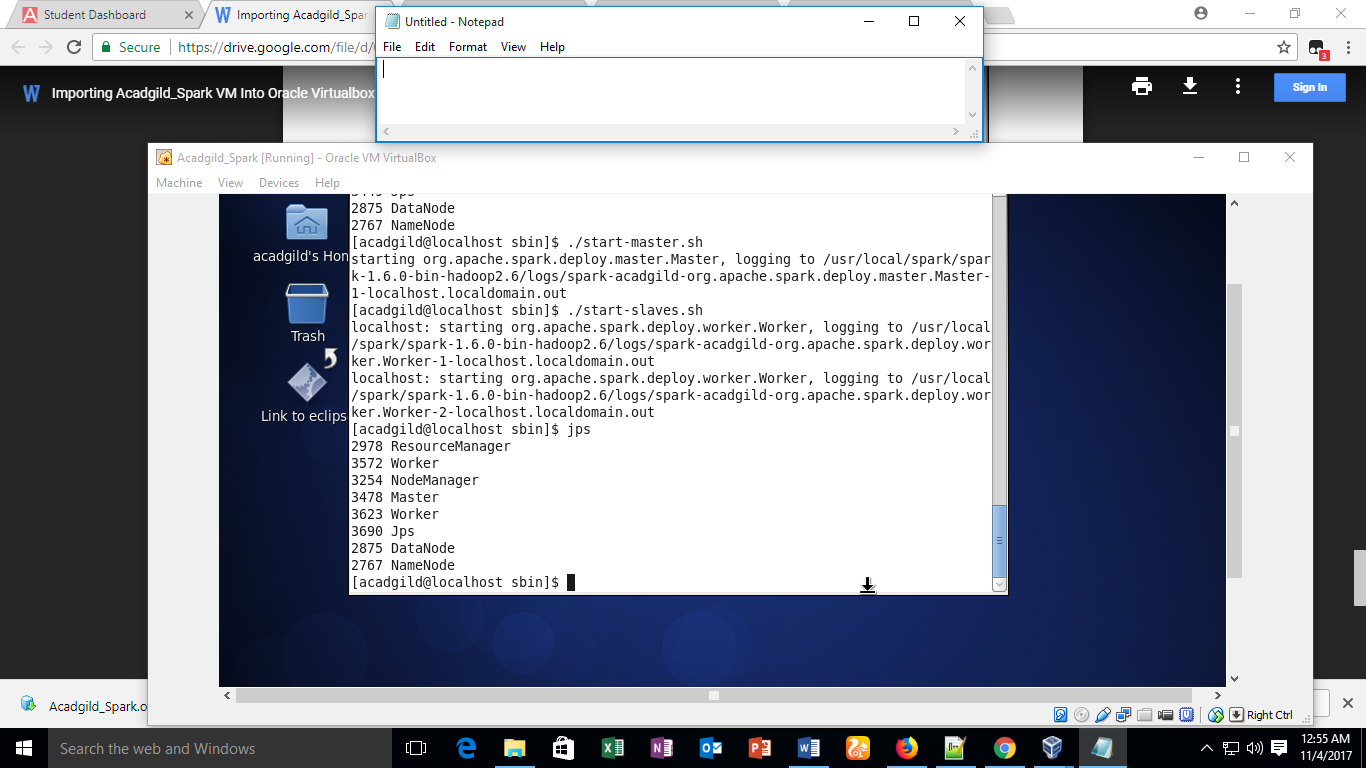 Student Dashboard
Importing Acadgild_Spar
Untitled - Notepad
Secure
https://drive.google.com/file/d/
3
File Edit Format View Help
Importing Acadgild_Spark VM Into Oracle Virtualbox
Sign In
Acadgild_Spark [Running] - Oracle VM VirtualBox
Machine View Devices Help
acadgild's Hon
Trash
Link to eclips
2875 DataNode
2767 NameNode
[acadgild@localhost sbin]$ ./start-master.sh
starting org.apache.spark.deploy.master.Master, logging to /usr/local/spark/spar
k-1.6.0-bin-hadoop2.6/logs/spark-acadgild-org.apache.spark.deploy.master.Master-
1-localhost.localdomain.out
[acadgild@localhost sbin]$ ./start-slaves.sh
localhost: starting org.apache.spark.deploy.worker.Worker, logging to /usr/local
/spark/spark-1.6.0-bin-hadoop2.6/logs/spark-acadgild-org.apache.spark.deploy.wor
ker.Worker-1-localhost.localdomain.out
localhost: starting org.apache.spark.deploy.worker.Worker, logging to /usr/local
/spark/spark-1.6.0-bin-hadoop2.6/logs/spark-acadgild-org.apache.spark.deploy.wor
ker.Worker-2-localhost.localdomain.out
[acadgild@localhost sbin]$ jps
2978 ResourceManager
3572 Worker
3254 NodeManager
3478 Master
3623 Worker
3690 Jps
2875 DataNode
2767 NameNode
[acadgild@localhost sbin]$
Acadgild_Spark.o
Right Ctrl
Search the web and Windows
12:55 AM
11/4/2017